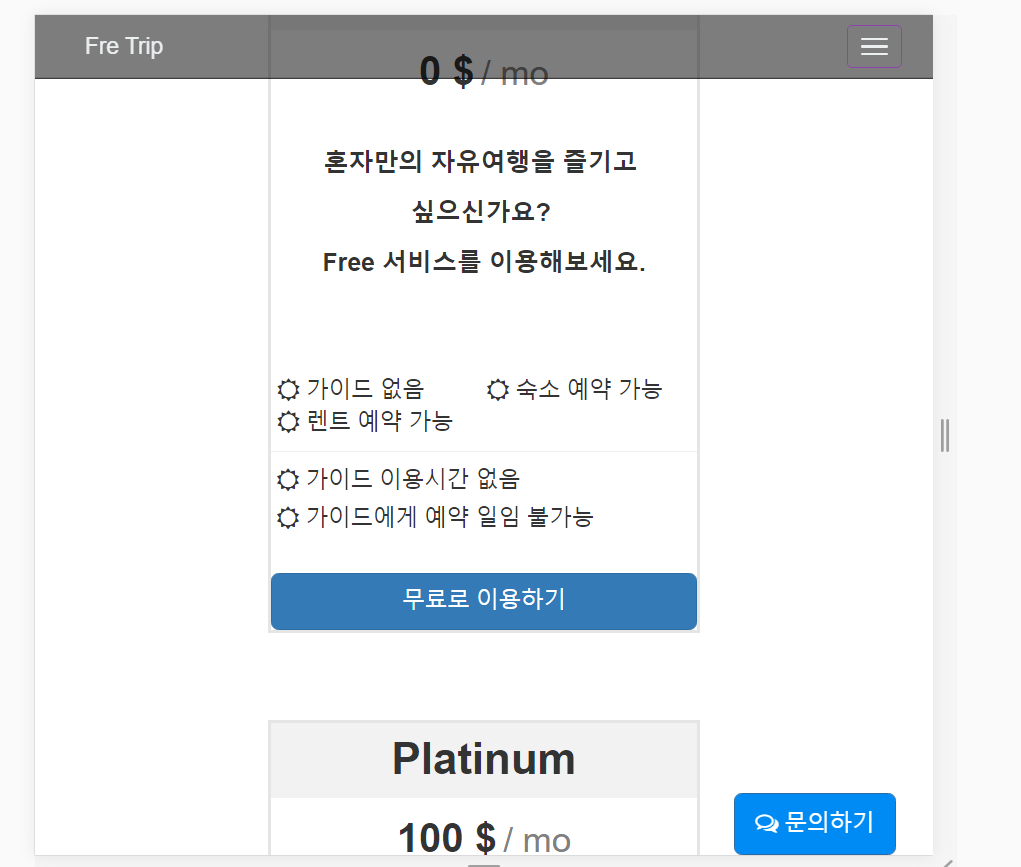 Fre Trip
0 $ / mo
혼자만의 자유여행을 즐기고
싶으신가요?
Free 서비스를 이용해보세요.
가이드 없음 숙소 예약 가능
렌트 예약 가능
가이드 이용시간 없음
가이드에게 예약 일임 불가능
무료로 이용하기
Platinum
100 $ / mo
문의하기